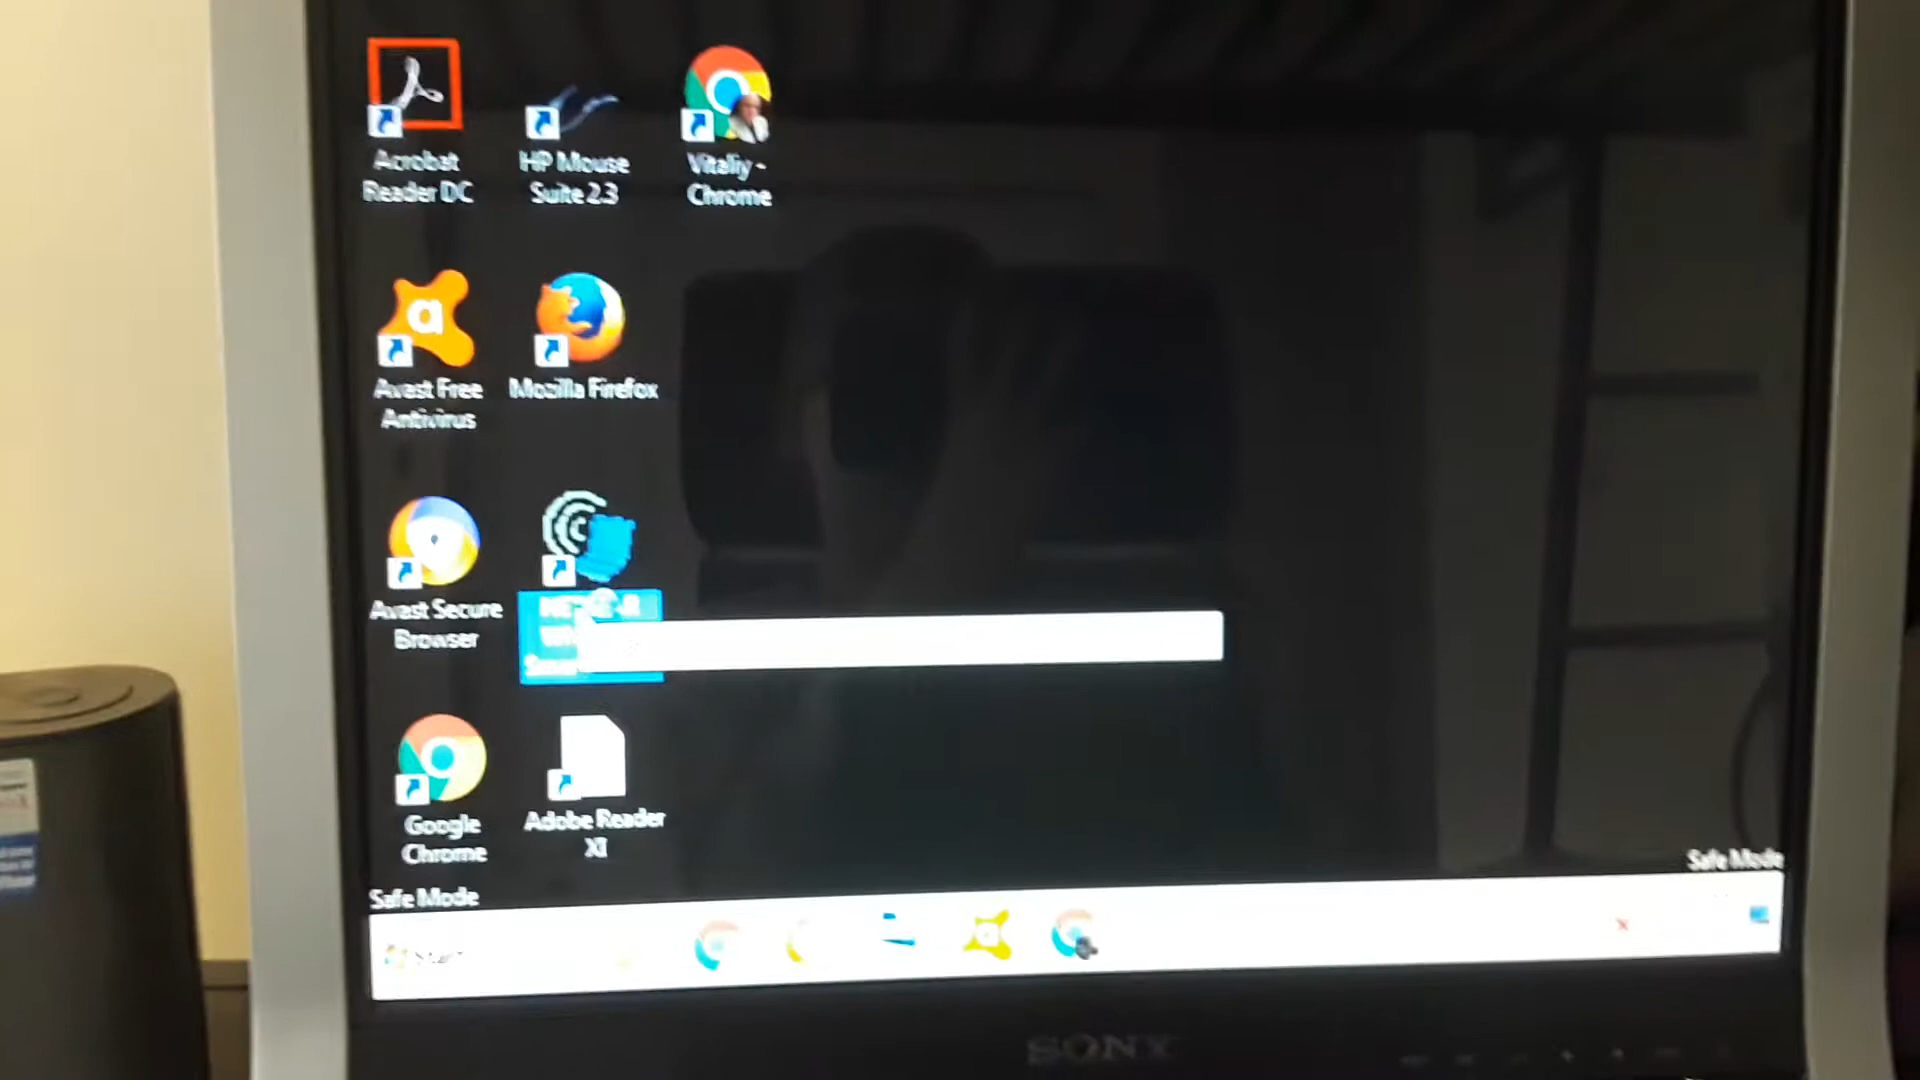 Acrobat
Reader DC
HP Mouse
Suite 2.3
Vitaliy -
Chrome
a
Avast Free
Antivirus
Mozilla Firefox
Avast Secure
Browser
Google
Chrome
Adobe Reader
XI
Safe Mode
Safe Mode
Start
SONY